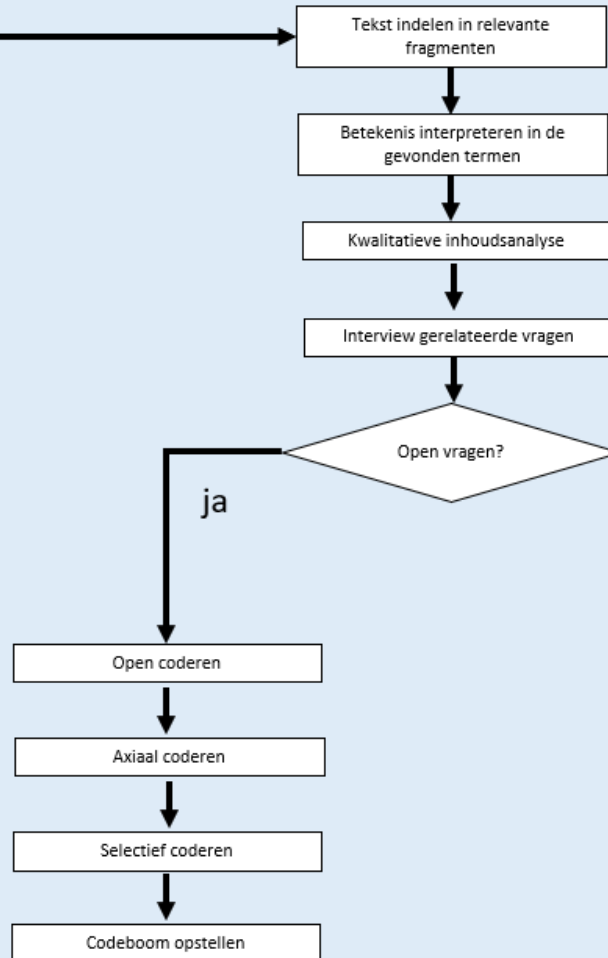 Tekst indelen in relevante
fragmenten
Betekenis interpreteren in de
gevonden termen
Kwalitatieve inhoudsanalyse
Interview gerelateerde vragen
Open vragen?
ja
Open coderen
Axiaal coderen
Selectief coderen
Codeboom opstellen